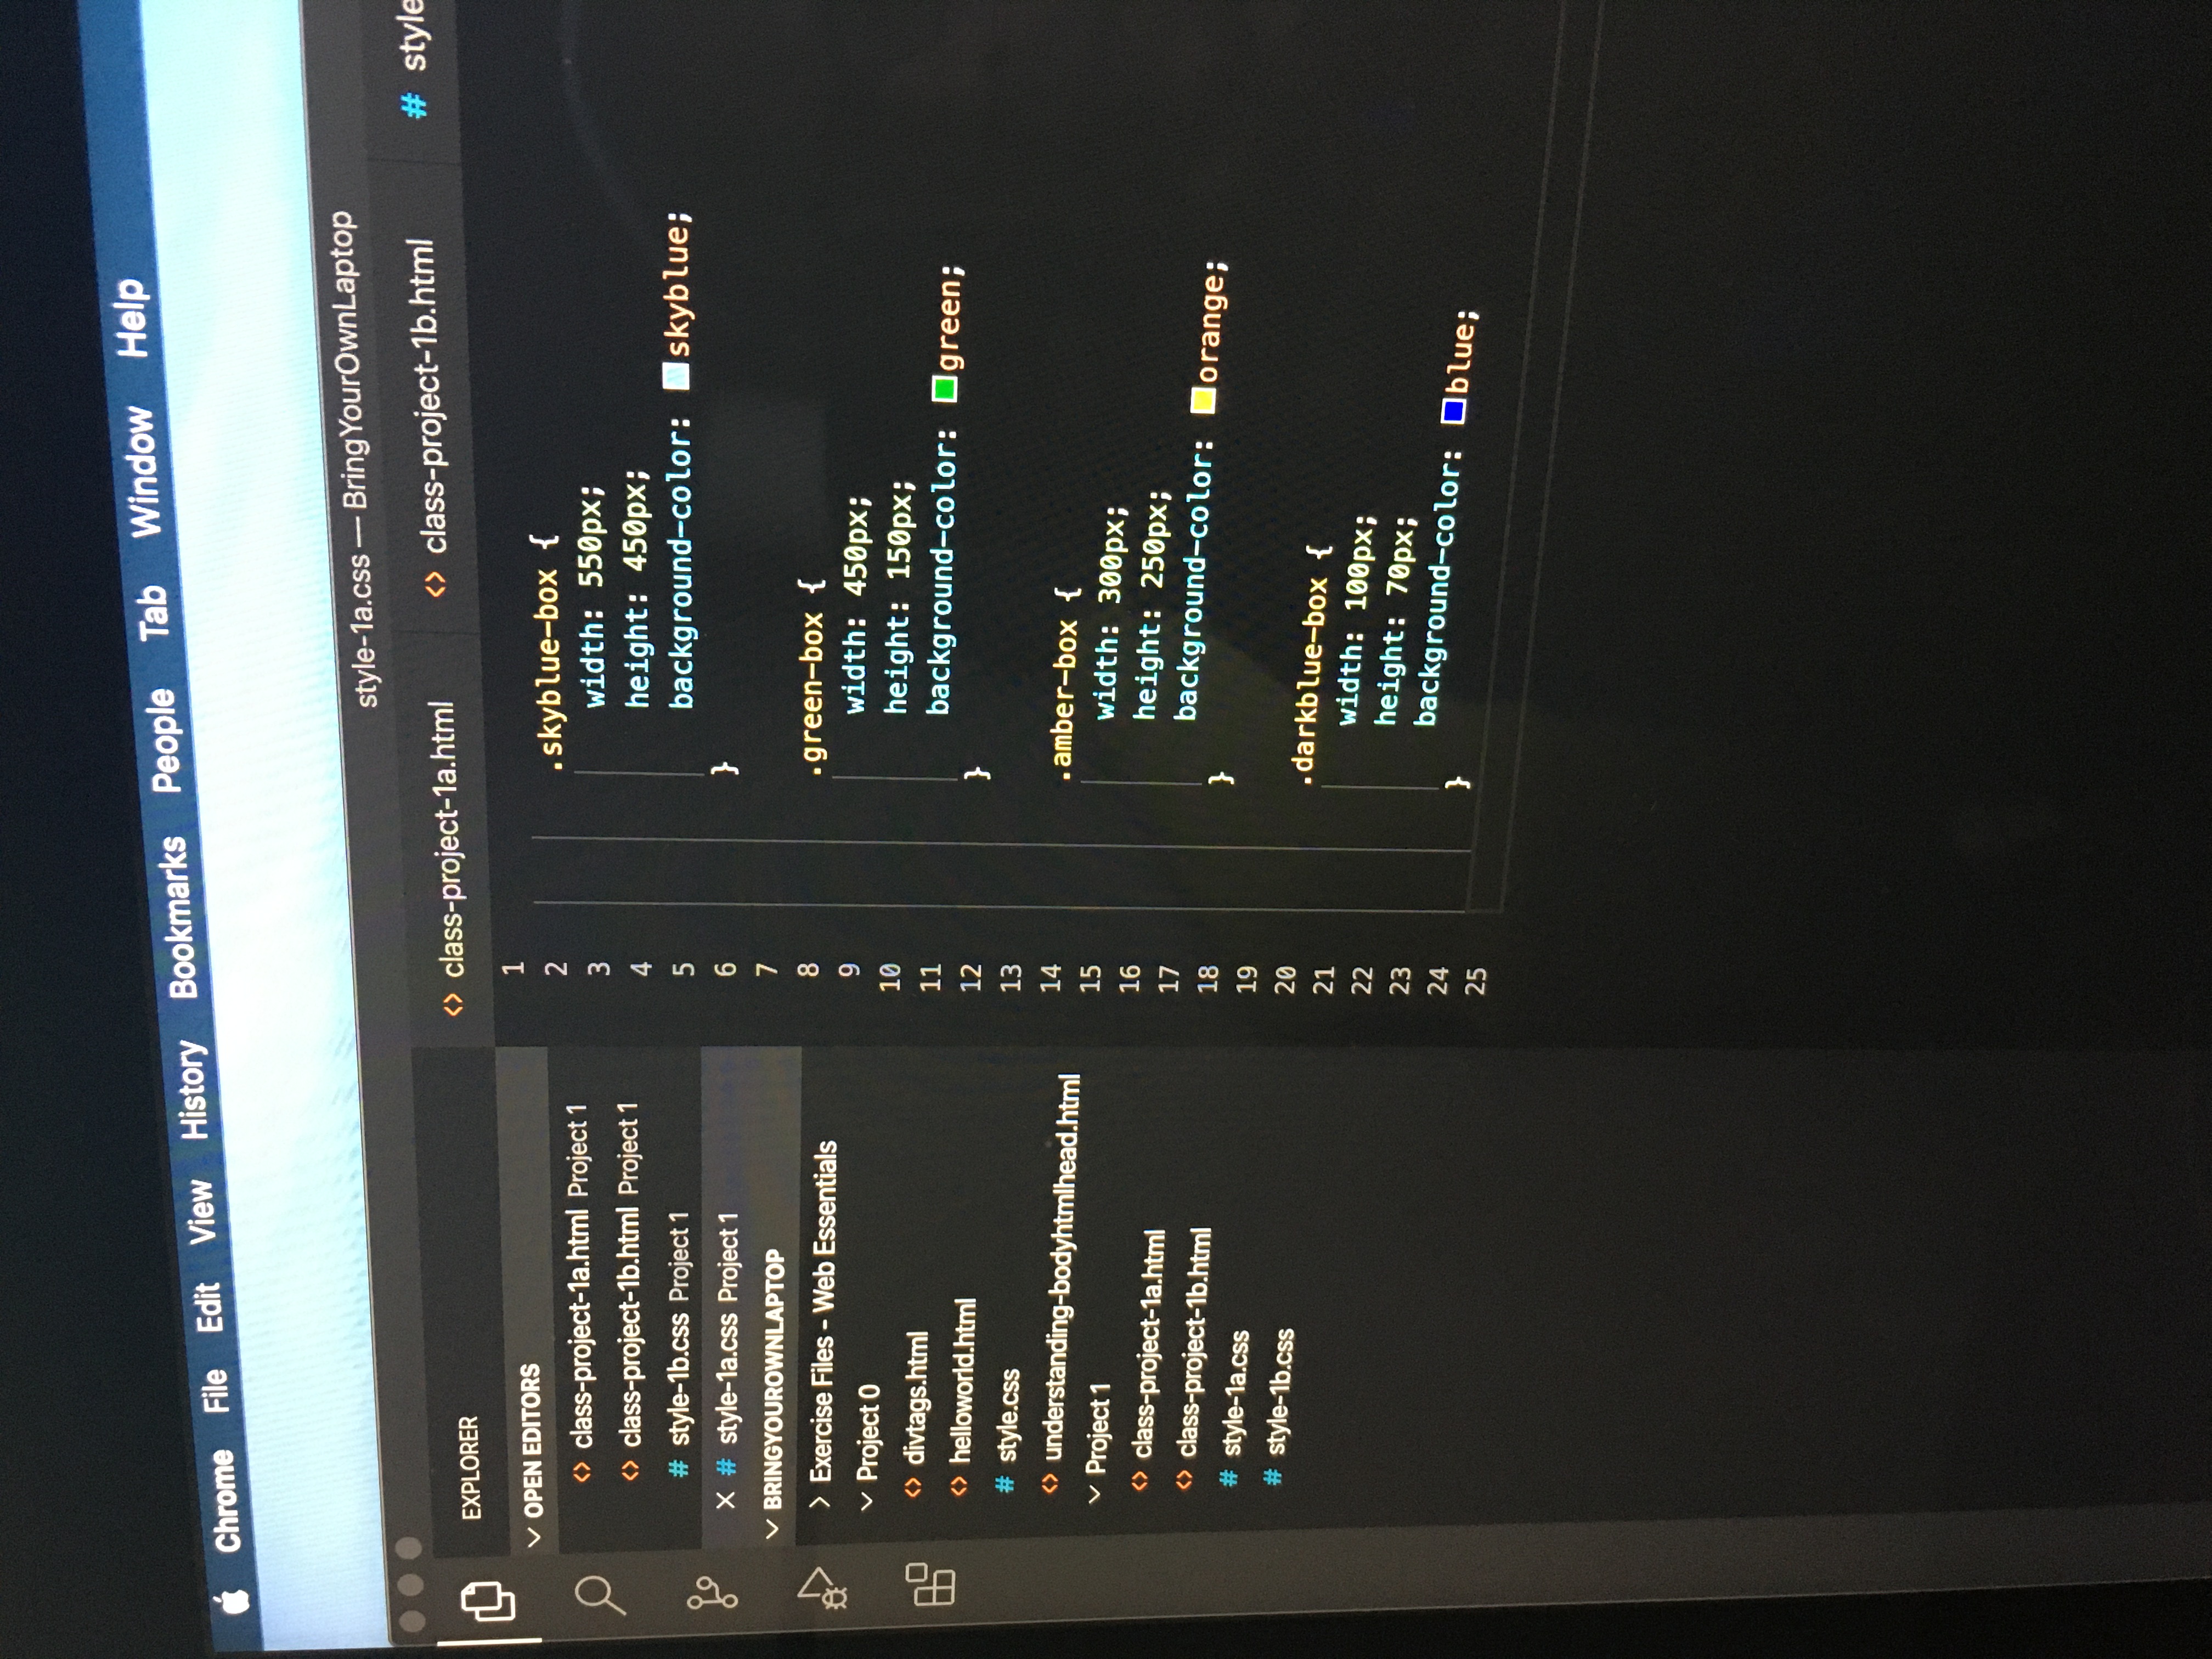 Chrome File Edit View History Bookmarks People Tab Window Help
style-1a.css — BringYourOwnLaptop
EXPLORER
OPEN EDITORS
class-project-1a.html Project 1
class-project-1b.html Project 1
# style-1b.css Project 1
X # style-1a.css Project 1
BRINGYOUROWNLAPTOP
Exercise Files - Web Essentials
Project 0
<> divtags.html
<> helloworld.html
# style.css
<> understanding-bodyhtmlhead.html
Project 1
<> class-project-1a.html
<> class-project-1b.html
# style-1a.css
# style-1b.css
<> class-project-1a.html <> class-project-1b.html # style
1
2 .skyblue-box {
3 width: 550px;
4 height: 450px;
5 background-color: skyblue;
6 }
7
8 .green-box {
9 width: 450px;
10 height: 150px;
11 background-color: green;
12 }
13
14 .amber-box {
15 width: 300px;
16 height: 250px;
17 background-color: orange;
18 }
19
20 .darkblue-box {
21 width: 100px;
22 height: 70px;
23 background-color: blue;
24 }
25